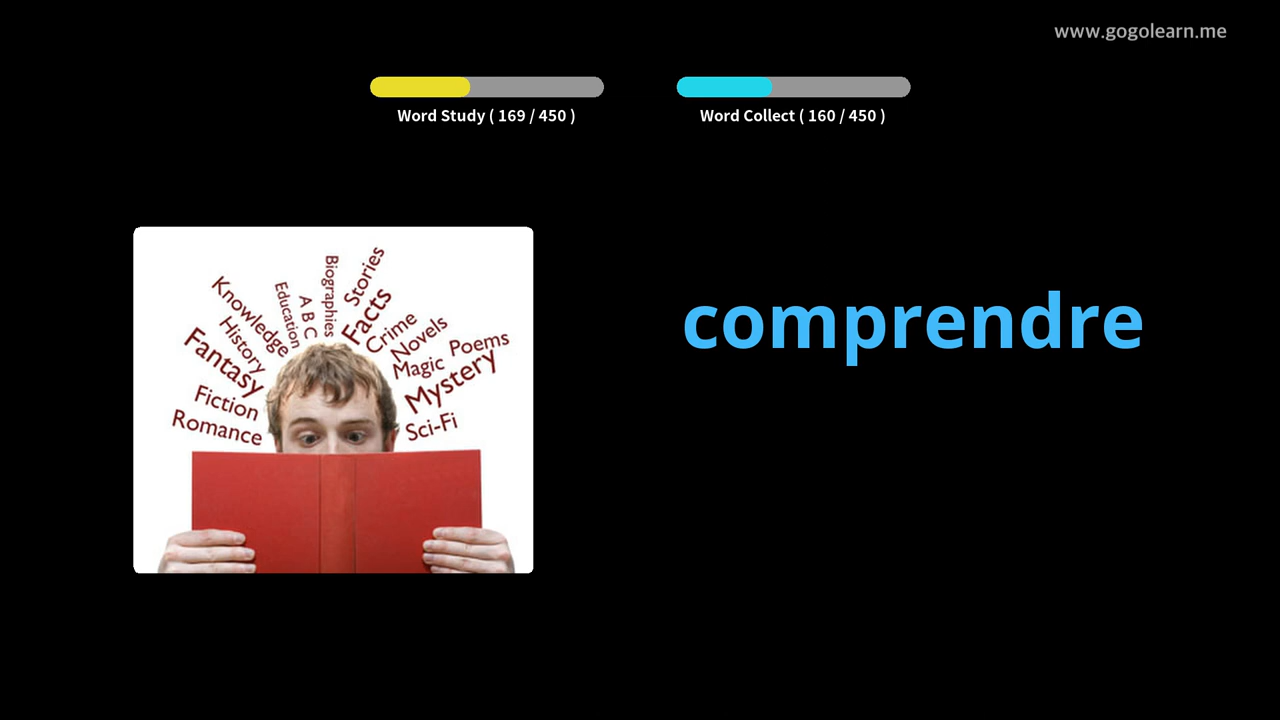 www.gogolearn.me
Word Study ( 169 / 450 )
Word Collect ( 160 / 450 )
Knowledge
History
Fantasy
Fiction
Romance
Education
A B C
Biographies
Stories
Facts
Crime
Novels
Magic
Poems
Mystery
Sci-Fi
comprendre